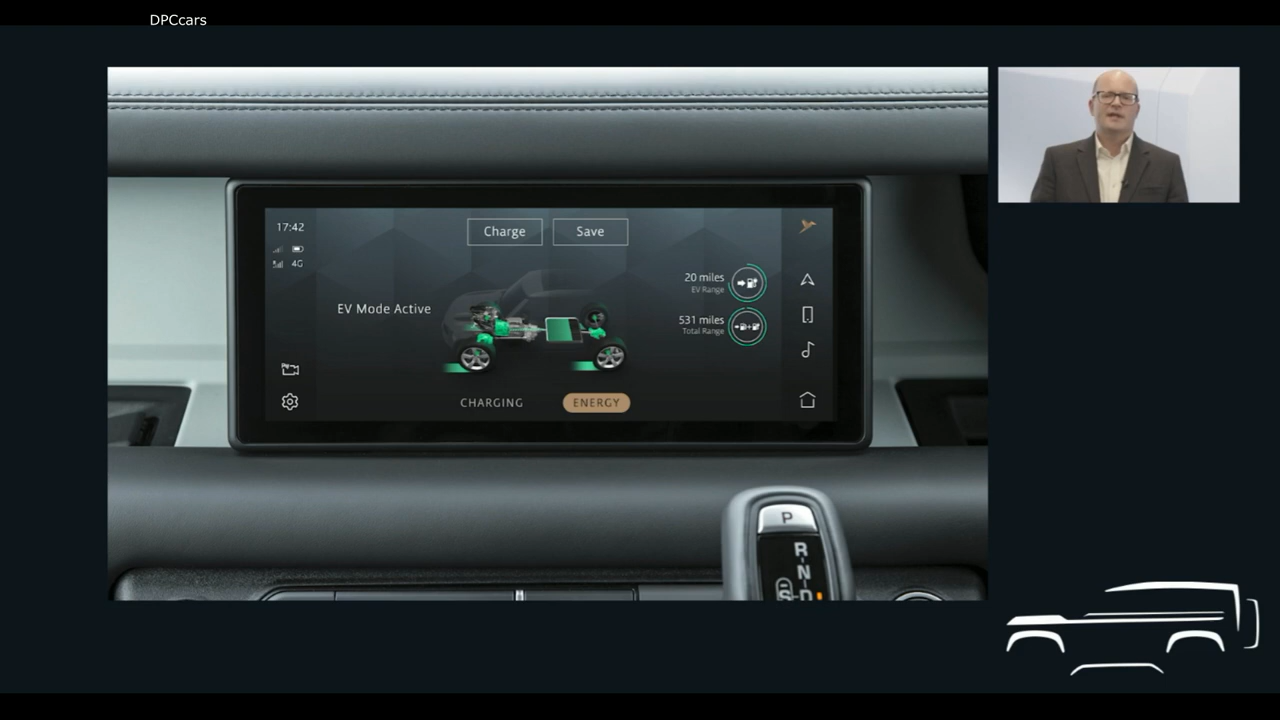 DPCcars
17:42
4G
Charge
Save
EV Mode Active
20 miles
EV Range
531 miles
Total Range
CHARGING
ENERGY
P
R
N
S D